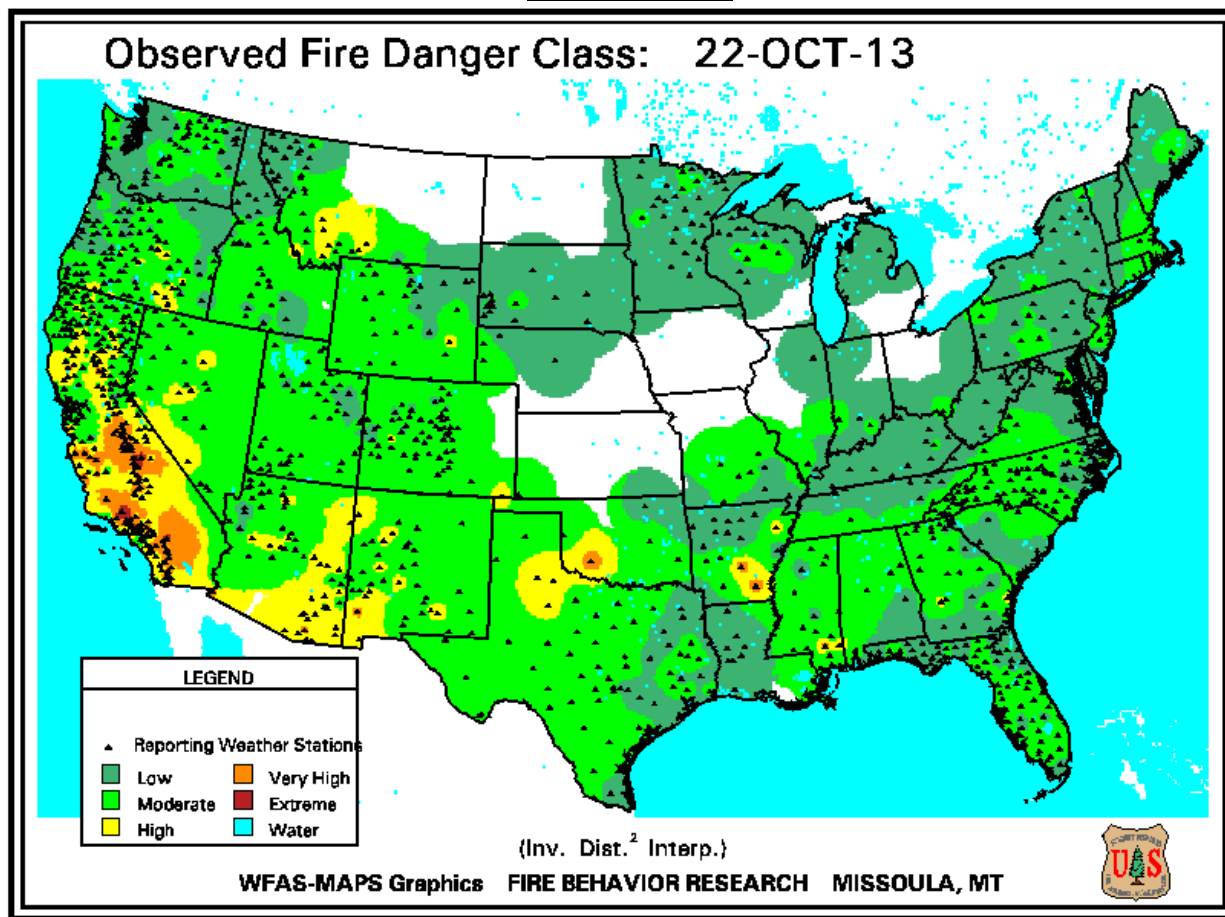 Observed Fire Danger Class: 22-OCT-13
LEGEND
Reporting Weather Stations
Low
Very High
Moderate
Extreme
High
Water
(Inv. Dist.² Interp.)
WFAS-MAPS Graphics FIRE BEHAVIOR RESEARCH MISSOULA, MT
US